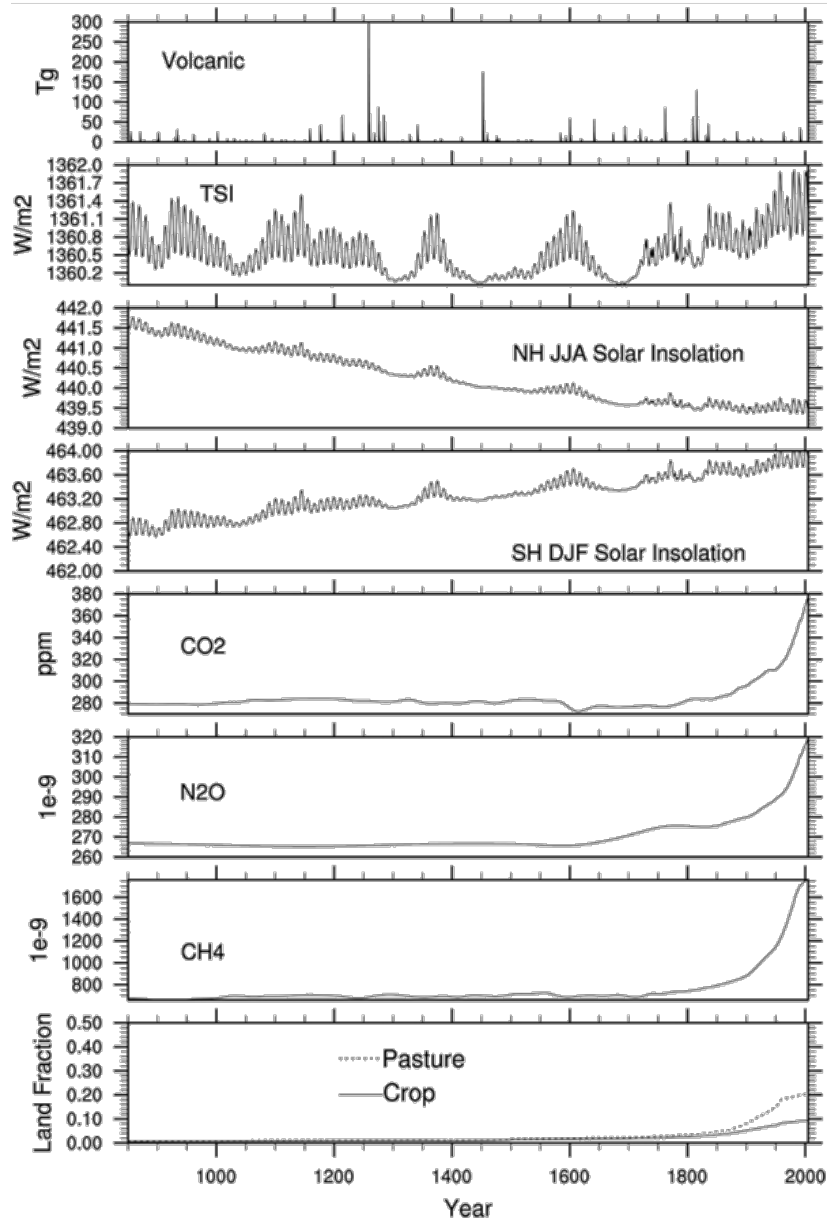 300
250
200
150
100
50
0
Tg
Volcanic
1362.0
1361.7
1361.4
1361.1
1360.8
1360.5
1360.2
W/m2
TSI
442.0
441.5
441.0
440.5
440.0
439.5
439.0
W/m2
NH JJA Solar Insolation
464.00
463.60
463.20
462.80
462.40
462.00
W/m2
SH DJF Solar Insolation
380
360
340
320
300
280
ppm
CO2
320
310
300
290
280
270
260
1e-9
N2O
1600
1400
1200
1000
800
1e-9
CH4
0.50
0.40
0.30
0.20
0.10
0.00
Land Fraction
Pasture
Crop
1000 1200 1400 1600 1800 2000
Year